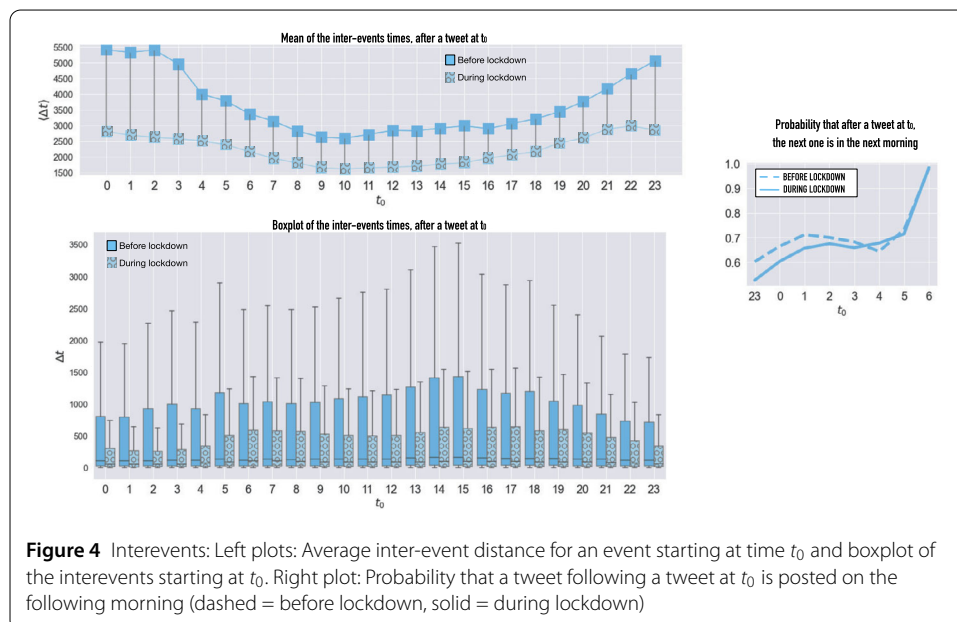 Mean of the inter-events times, after a tweet at t₀
5500
5000
4500
4000
3500
3000
2500
2000
1500
⟨Δt⟩
Before lockdown
During lockdown
0 1 2 3 4 5 6 7 8 9 10 11 12 13 14 15 16 17 18 19 20 21 22 23
t₀
Boxplot of the inter-events times, after a tweet at t₀
3500
3000
2500
2000
1500
1000
500
0
Δt
Before lockdown
During lockdown
0 1 2 3 4 5 6 7 8 9 10 11 12 13 14 15 16 17 18 19 20 21 22 23
t₀
Probability that after a tweet at t₀,
the next one is in the next morning
1.0
0.9
0.8
0.7
0.6
BEFORE LOCKDOWN
DURING LOCKDOWN
23 0 1 2 3 4 5 6
t₀
Figure 4 Interevents: Left plots: Average inter-event distance for an event starting at time t₀ and boxplot of
the interevents starting at t₀. Right plot: Probability that a tweet following a tweet at t₀ is posted on the
following morning (dashed = before lockdown, solid = during lockdown)